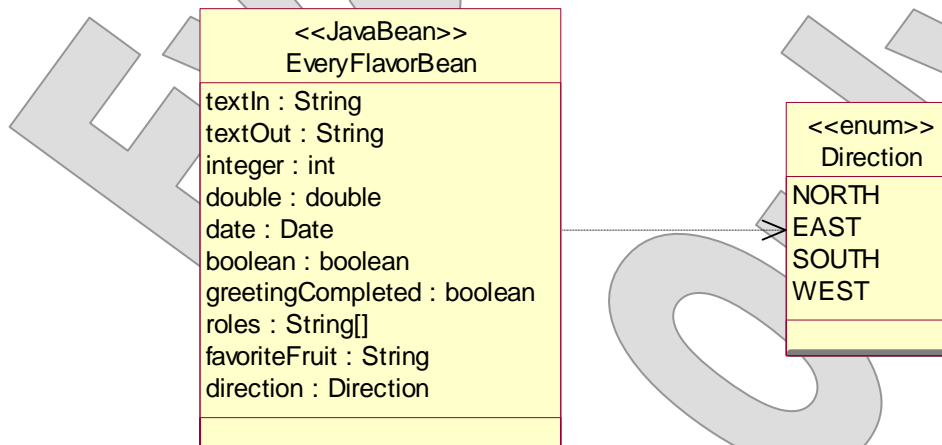 <<JavaBean>>
EveryFlavorBean
textIn : String
textOut : String
integer : int
double : double
date : Date
boolean : boolean
greetingCompleted : boolean
roles : String[]
favoriteFruit : String
direction : Direction
<<enum>>
Direction
NORTH
EAST
SOUTH
WEST